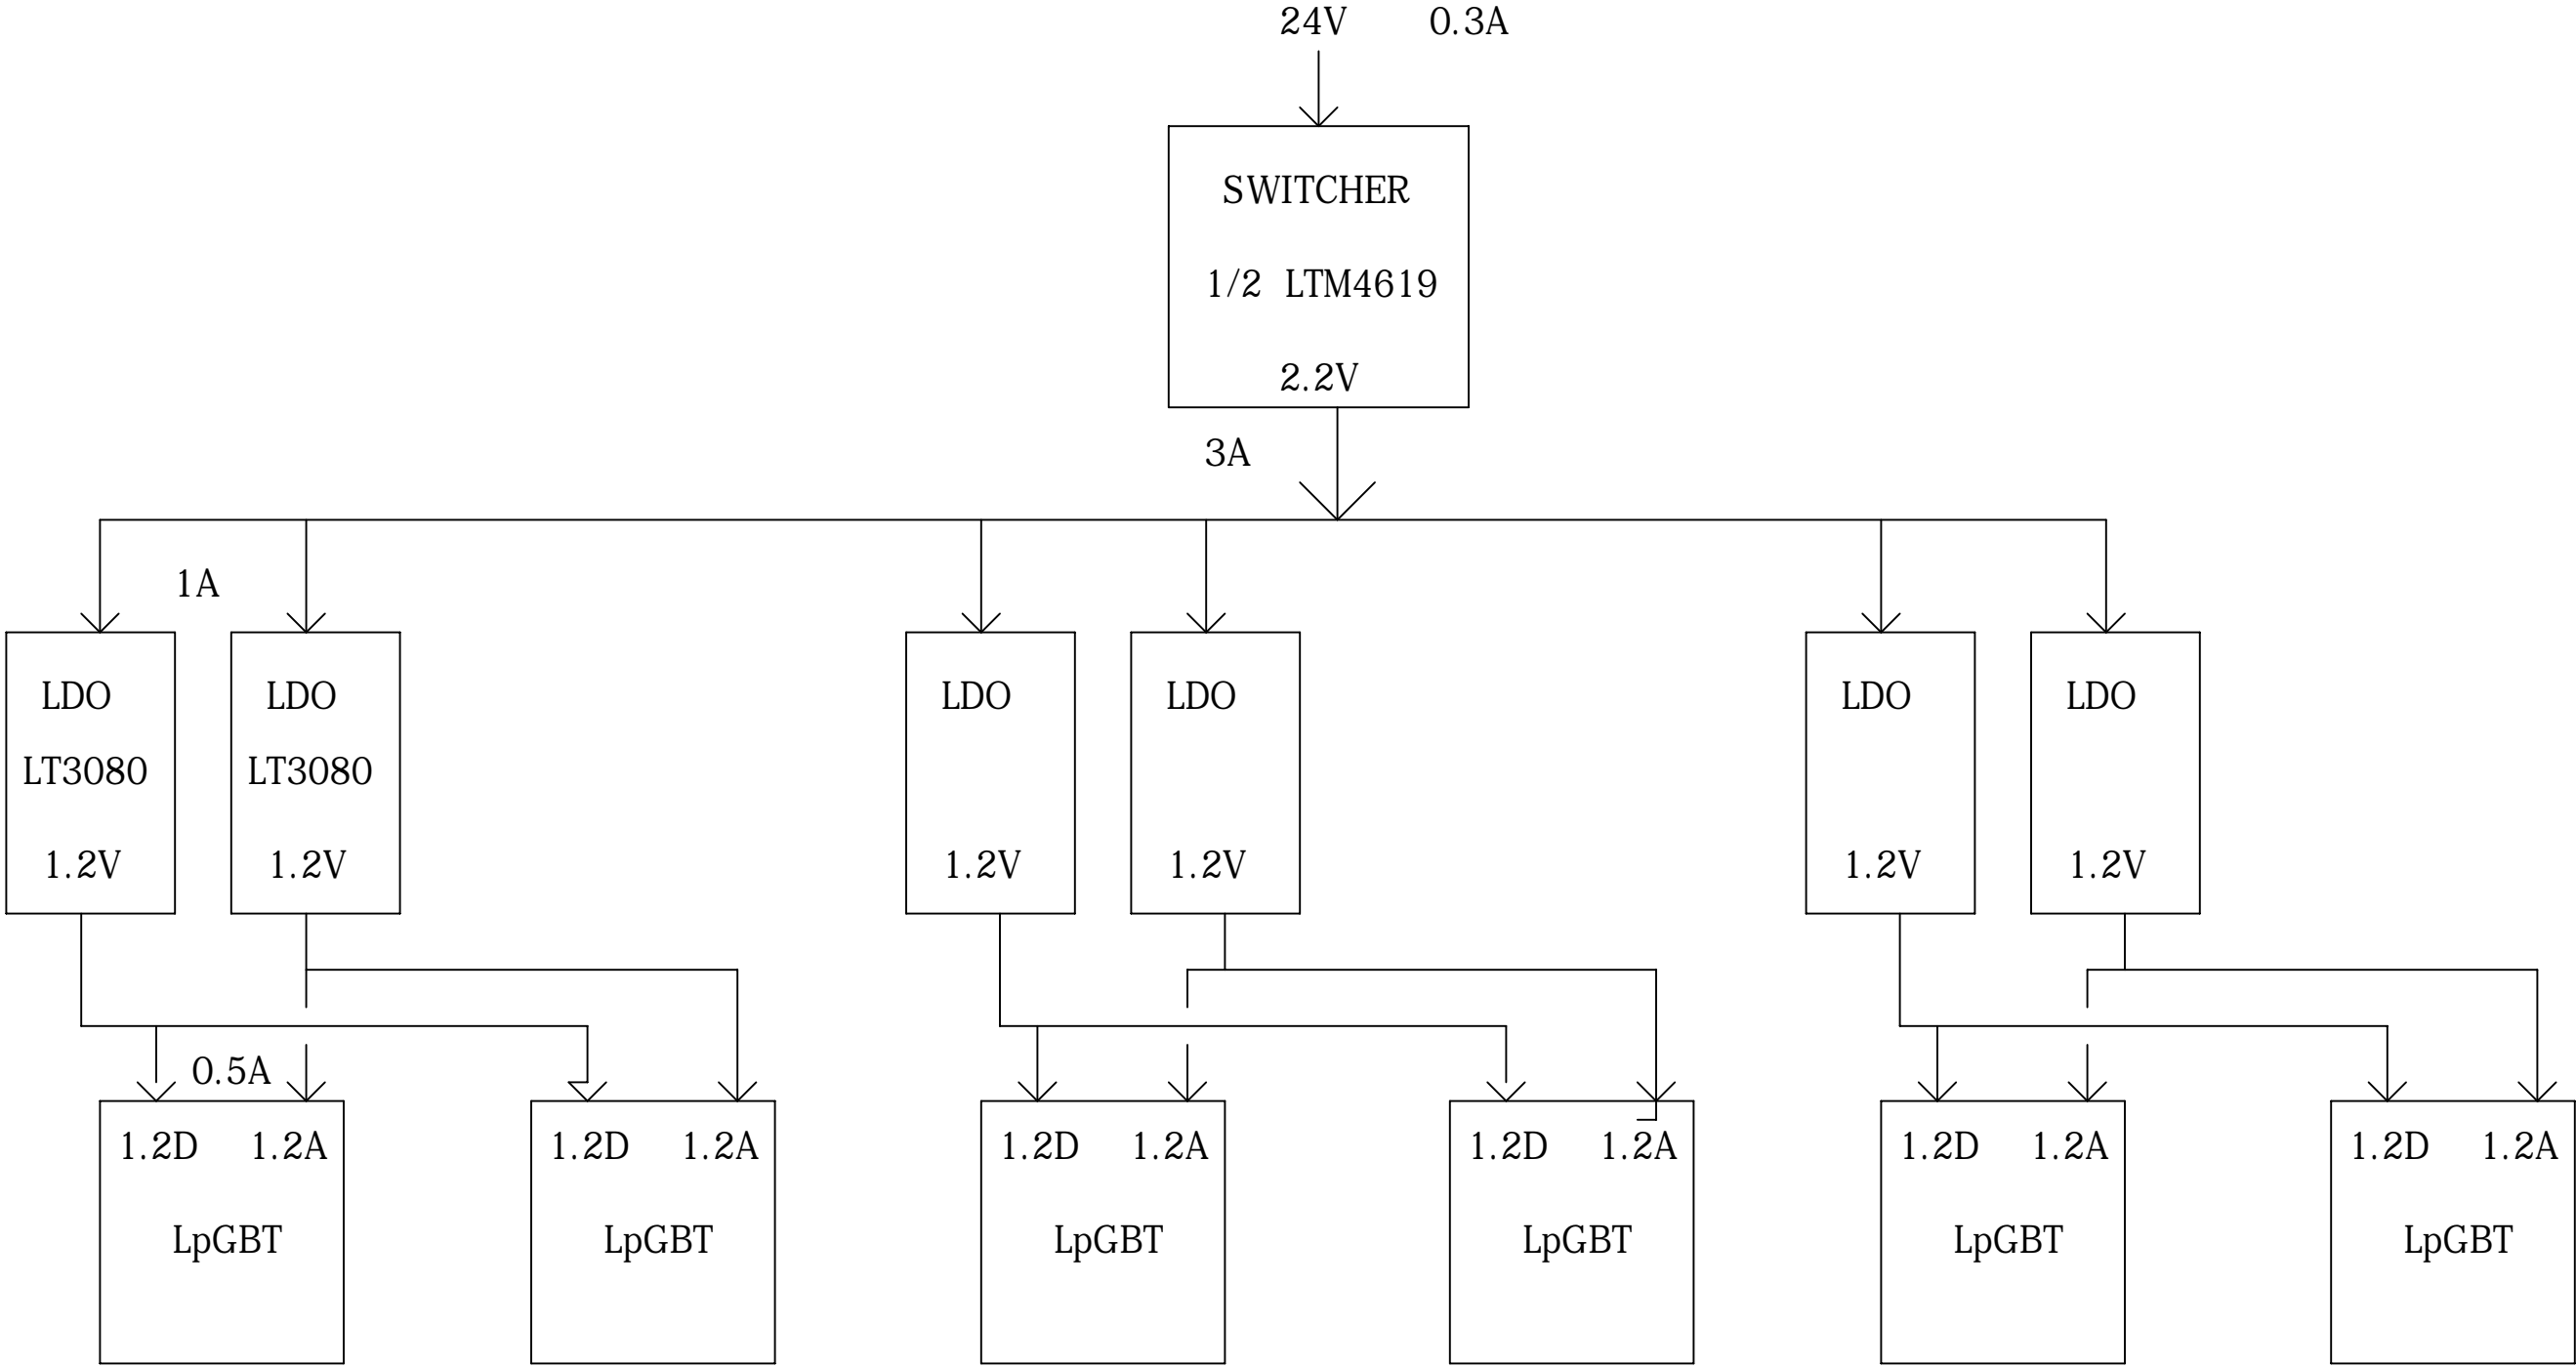 24V 0.3A
SWITCHER
1/2 LTM4619
2.2V
3A
1A
LDO LDO LDO LDO LDO LDO
LT3080 LT3080
1.2V 1.2V 1.2V 1.2V 1.2V 1.2V
0.5A
1.2D 1.2A 1.2D 1.2A 1.2D 1.2A 1.2D 1.2A 1.2D 1.2A 1.2D 1.2A
LpGBT LpGBT LpGBT LpGBT LpGBT LpGBT